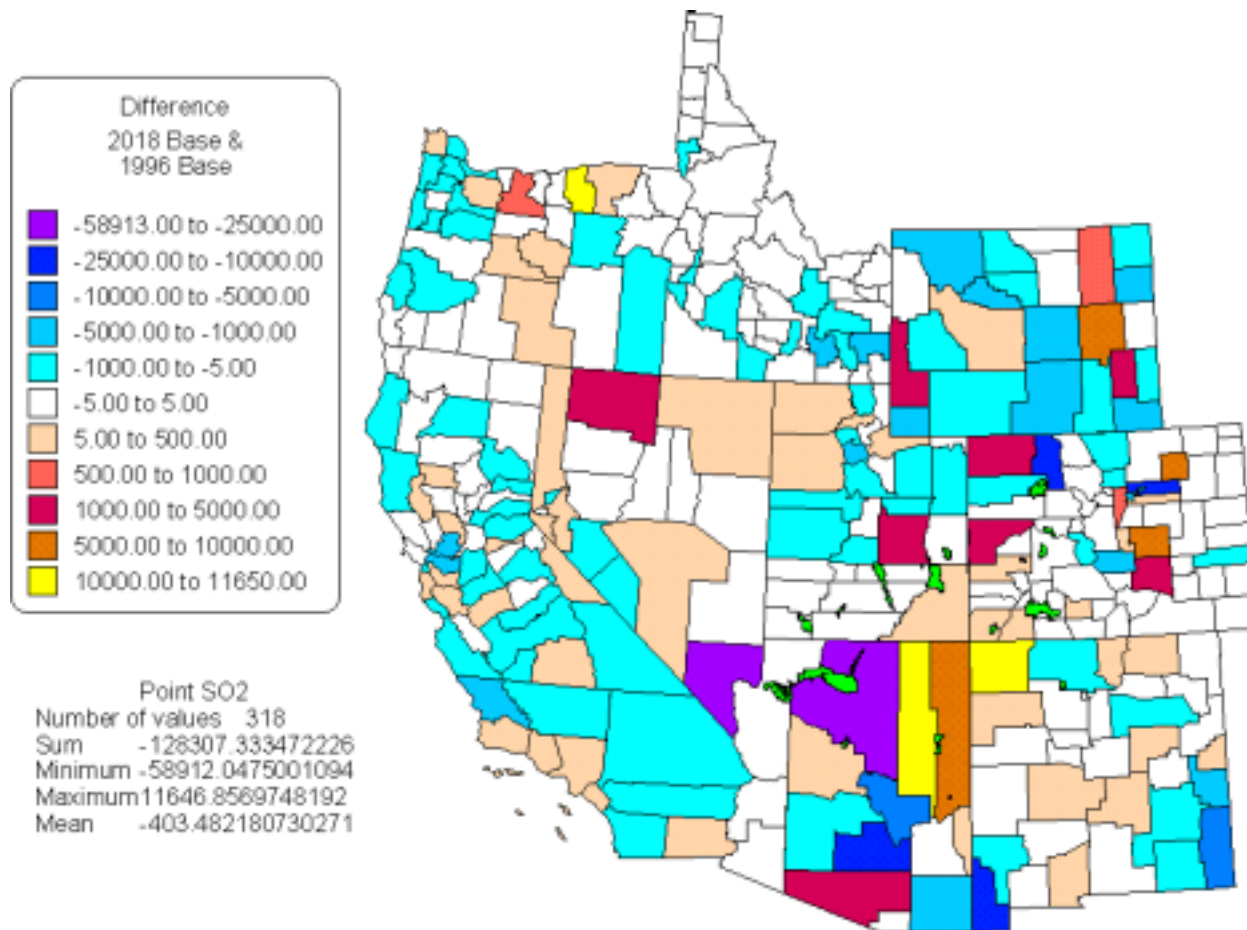 Difference
2018 Base &
1996 Base
-58913.00 to -25000.00
-25000.00 to -10000.00
-10000.00 to -5000.00
-5000.00 to -1000.00
-1000.00 to -5.00
-5.00 to 5.00
5.00 to 500.00
500.00 to 1000.00
1000.00 to 5000.00
5000.00 to 10000.00
10000.00 to 11650.00
Point SO2
Number of values 318
Sum -128307.333472226
Minimum -58912.0475001094
Maximum 11646.8569748192
Mean -403.482180730271